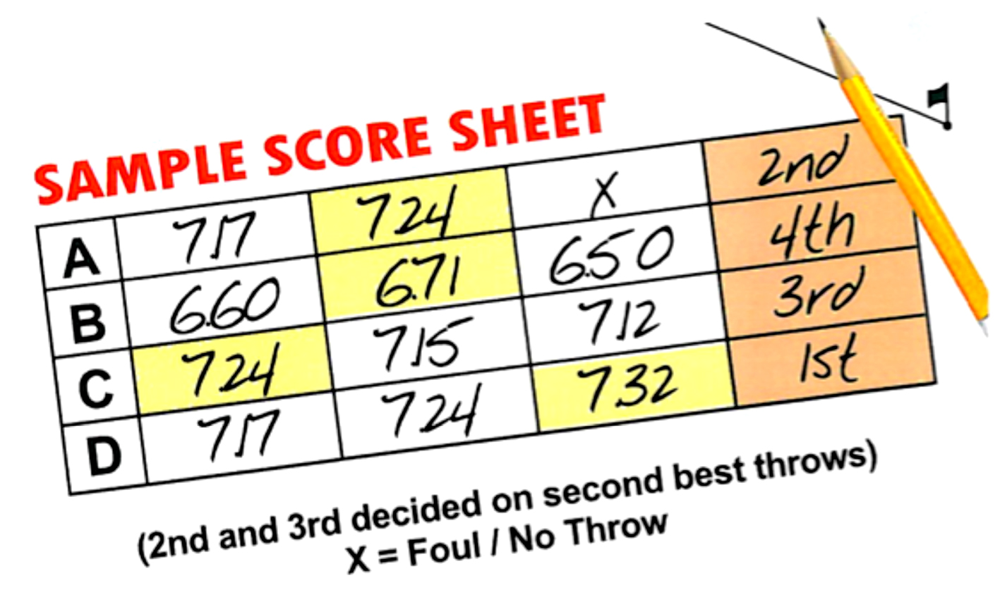 SAMPLE SCORE SHEET
A 7.17 7.24 X 2nd
B 6.60 6.71 6.50 4th
C 7.24 7.15 7.12 3rd
D 7.17 7.24 7.32 1st
(2nd and 3rd decided on second best throws)
X = Foul / No Throw